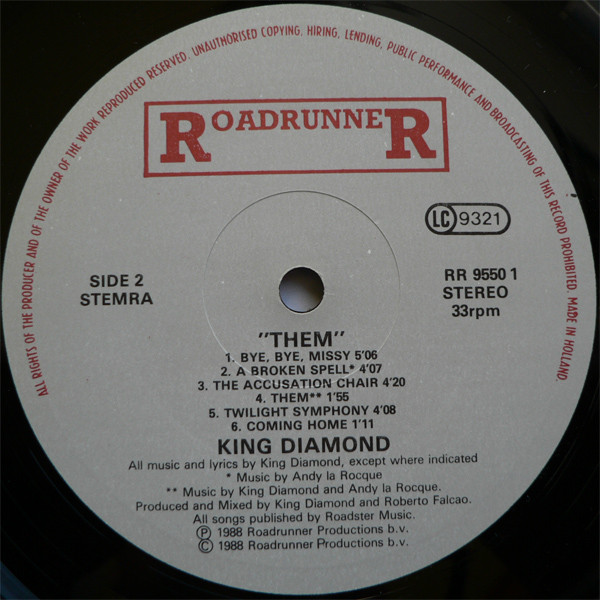 ALL RIGHTS OF THE PRODUCER AND OF THE OWNER OF THE WORK REPRODUCED RESERVED. UNAUTHORISED COPYING, HIRING, LENDING, PUBLIC PERFORMANCE AND BROADCASTING OF THIS RECORD PROHIBITED. MADE IN HOLLAND.
ROADRUNNER
LC 9321
SIDE 2
STEMRA
RR 9550 1
STEREO
33rpm
"THEM"
1. BYE, BYE, MISSY 5'06
2. A BROKEN SPELL* 4'07
3. THE ACCUSATION CHAIR 4'20
4. THEM** 1'55
5. TWILIGHT SYMPHONY 4'08
6. COMING HOME 1'11
KING DIAMOND
All music and lyrics by King Diamond, except where indicated
* Music by Andy la Rocque
** Music by King Diamond and Andy la Rocque.
Produced and Mixed by King Diamond and Roberto Falcao.
All songs published by Roadster Music.
Ⓟ 1988 Roadrunner Productions b.v.
© 1988 Roadrunner Productions b.v.